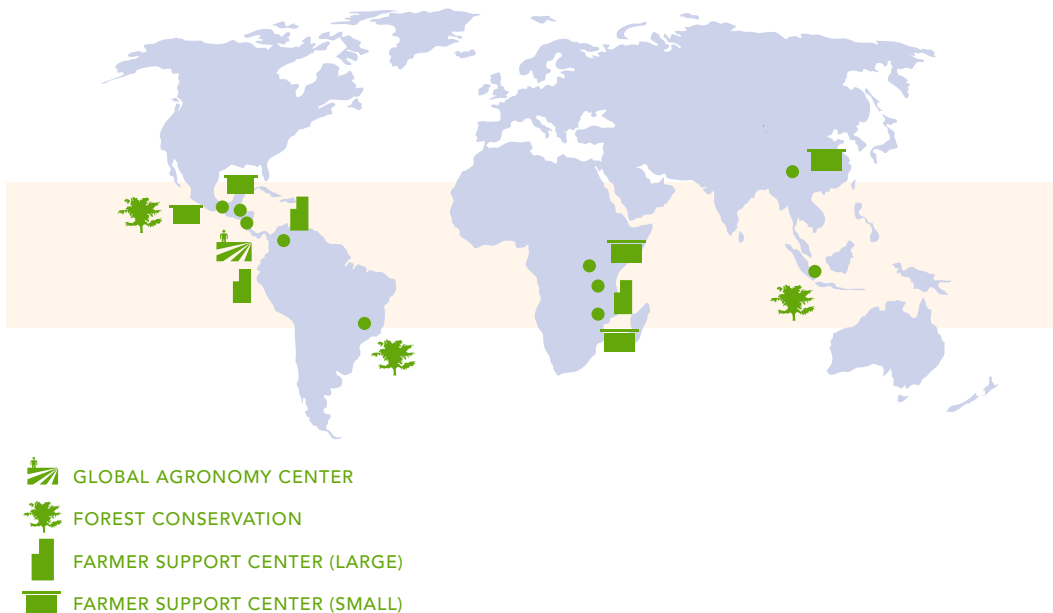 GLOBAL AGRONOMY CENTER
FOREST CONSERVATION
FARMER SUPPORT CENTER (LARGE)
FARMER SUPPORT CENTER (SMALL)